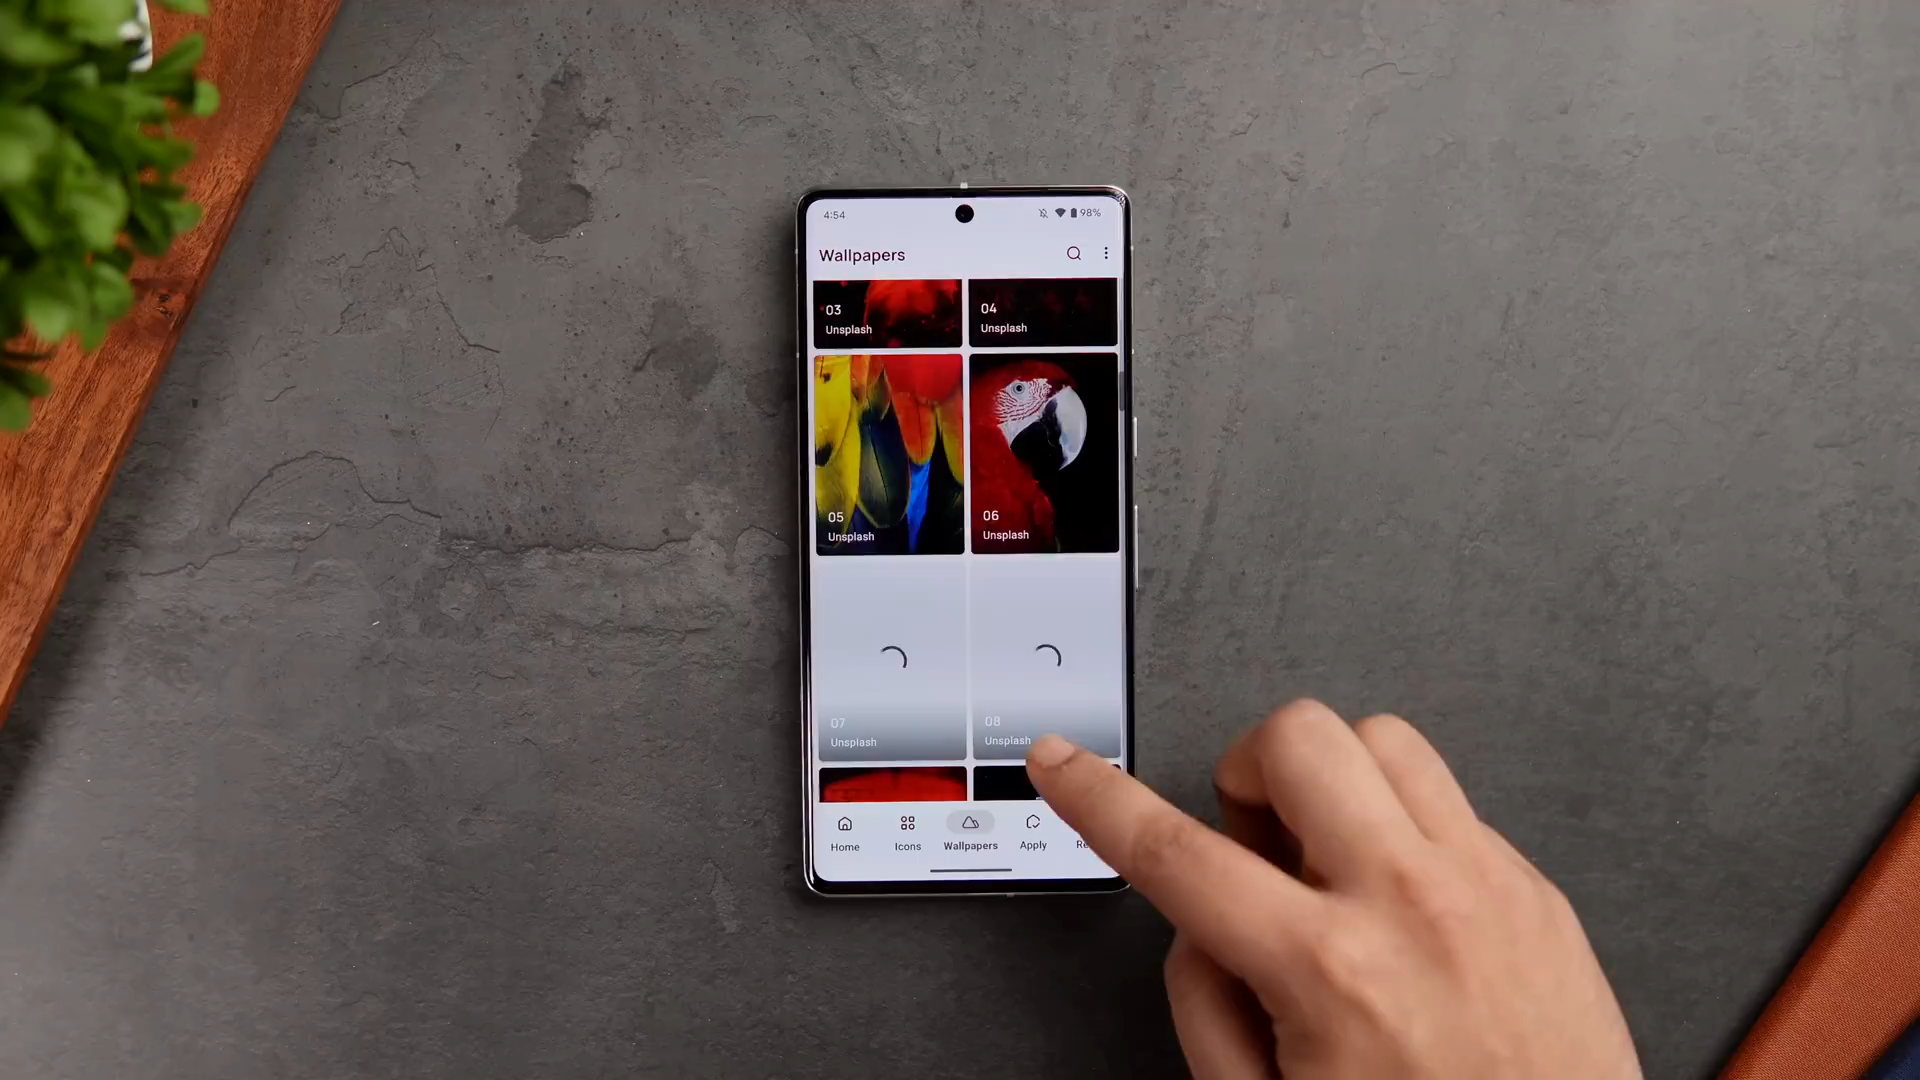 4:54
98%
Wallpapers
03
Unsplash
04
Unsplash
05
Unsplash
06
Unsplash
07
Unsplash
08
Unsplash
Home
Icons
Wallpapers
Apply